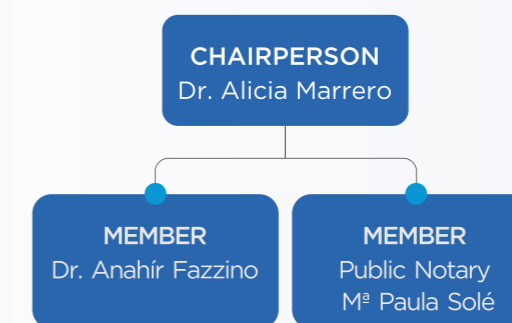 CHAIRPERSON
Dr. Alicia Marrero
MEMBER
Dr. Anahír Fazzino
MEMBER
Public Notary
Mª Paula Solé